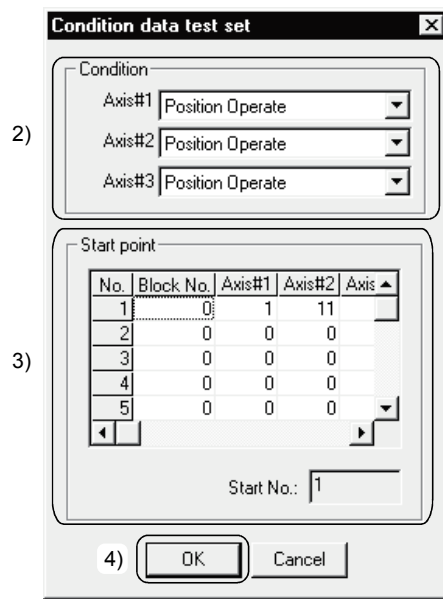 Condition data test set
Condition
2)
Axis#1 Position Operate
Axis#2 Position Operate
Axis#3 Position Operate
Start point
3)
No. Block No. Axis#1 Axis#2 Axis
1 0 1 11
2 0 0 0
3 0 0 0
4 0 0 0
5 0 0 0
Start No.: 1
4) OK Cancel